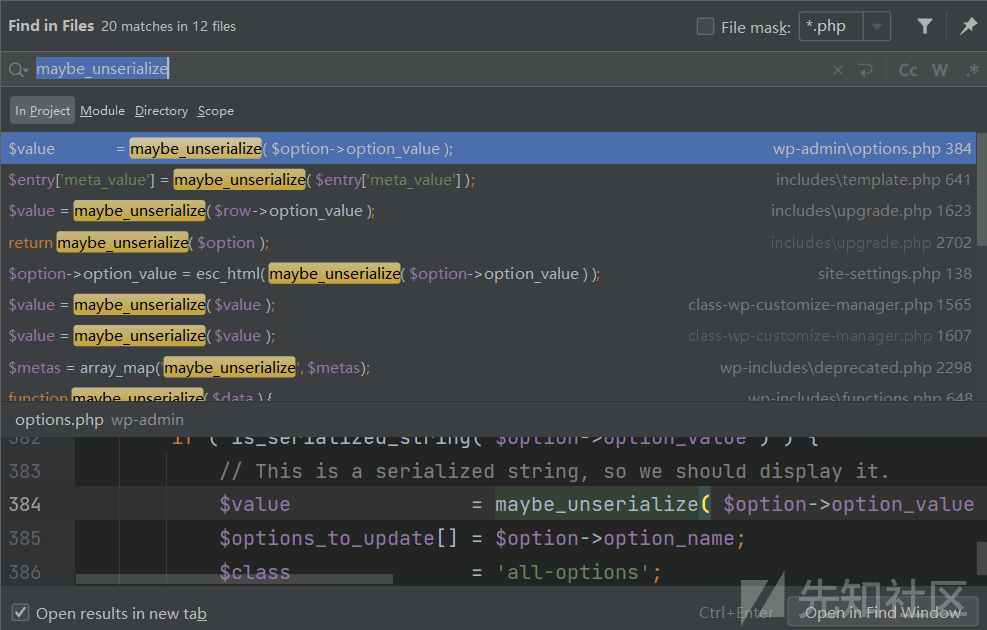 Find in Files 20 matches in 12 files File mask: *.php
maybe_unserialize Cc W .*
In Project Module Directory Scope
$value = maybe_unserialize( $option->option_value ); wp-admin\options.php 384
$entry['meta_value'] = maybe_unserialize( $entry['meta_value'] ); includes\template.php 641
$value = maybe_unserialize( $row->option_value ); includes\upgrade.php 1623
return maybe_unserialize( $option ); includes\upgrade.php 2702
$option->option_value = esc_html( maybe_unserialize( $option->option_value ) ); site-settings.php 138
$value = maybe_unserialize( $value ); class-wp-customize-manager.php 1565
$value = maybe_unserialize( $value ); class-wp-customize-manager.php 1607
$metas = array_map('maybe_unserialize', $metas); wp-includes\deprecated.php 2298
function maybe_unserialize( $data ) { wp-includes\functions.php 648
options.php wp-admin
382 if ( is_serialized_string( $option->option_value ) ) {
383 // This is a serialized string, so we should display it.
384 $value = maybe_unserialize( $option->option_value
385 $options_to_update[] = $option->option_name;
386 $class = 'all-options';
Open results in new tab Ctrl+Enter Open in Find Window
先知社区